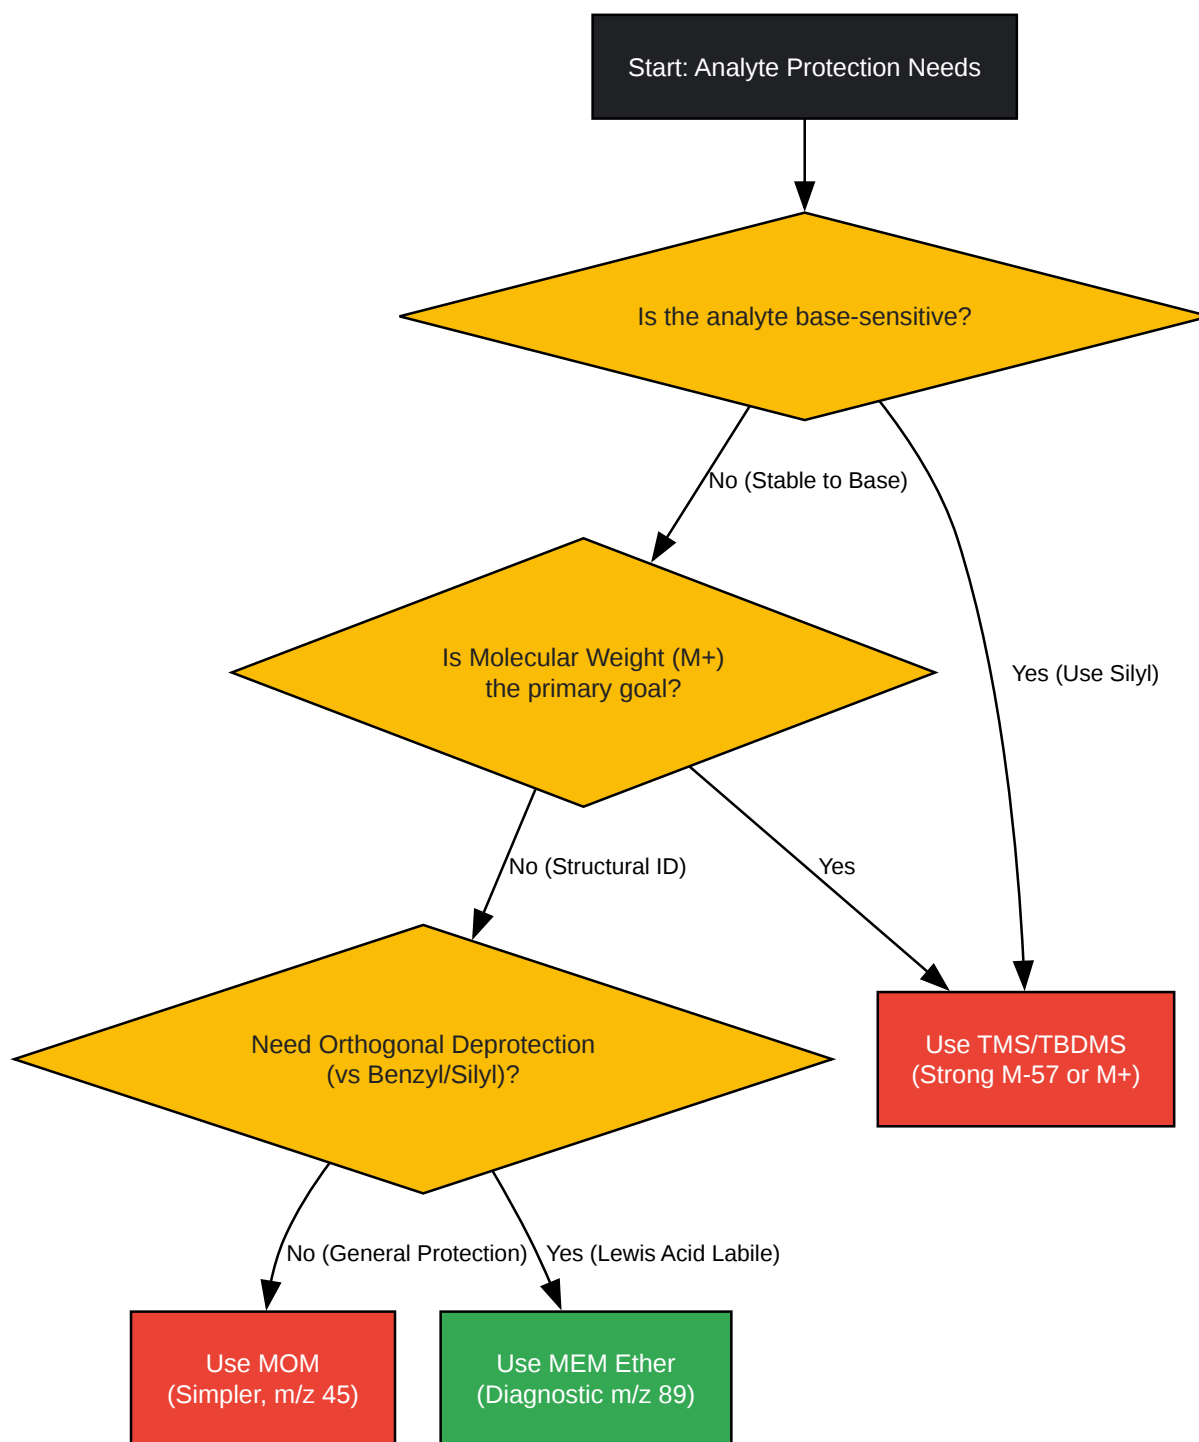 Start: Analyte Protection Needs
Is the analyte base-sensitive?
No (Stable to Base)
Is Molecular Weight (M+)
the primary goal?
Yes (Use Silyl)
No (Structural ID)
Yes
Need Orthogonal Deprotection
(vs Benzyl/Silyl)?
Use TMS/TBDMS
(Strong M-57 or M+)
No (General Protection)
Yes (Lewis Acid Labile)
Use MOM
(Simpler, m/z 45)
Use MEM Ether
(Diagnostic m/z 89)